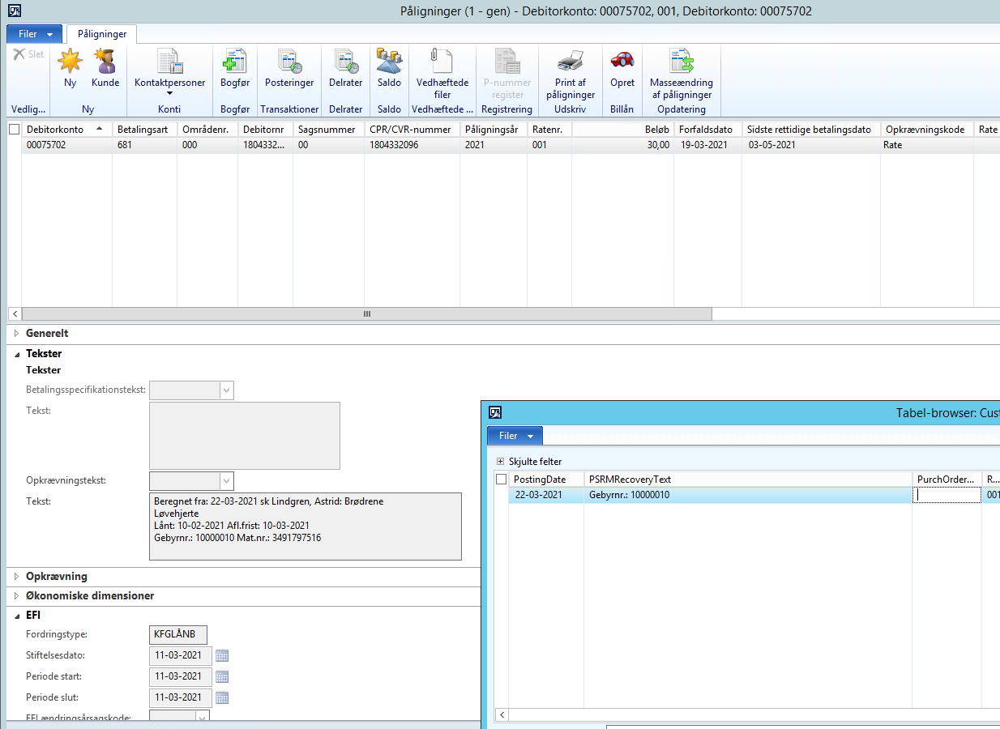 Påligninger (1 - gen) - Debitorkonto: 00075702, 001, Debitorkonto: 00075702
Filer Påligninger
Slet Ny Kunde Kontaktpersoner Bogfør Posteringer Delrater Saldo Vedhæftede filer P-nummer register Print af påligninger Opret Masseændring af påligninger
Vedlig... Ny Konti Bogfør Transaktioner Delrater Saldo Vedhæftede ... Registrering Udskriv Billån Opdatering
Debitorkonto Betalingsart Områdenr. Debitornr Sagsnummer CPR/CVR-nummer Påligningsår Ratenr. Beløb Forfaldsdato Sidste rettidige betalingsdato Opkrævningskode Rate
00075702 681 000 1804332... 00 1804332096 2021 001 30,00 19-03-2021 03-05-2021 Rate
Generelt
Tekster
Tekster
Betalingsspecifikationstekst:
Tekst:
Opkrævningstekst:
Tekst:
Beregnet fra: 22-03-2021 sk Lindgren, Astrid: Brødrene
Løvehjerte
Lånt: 10-02-2021 Afl.frist: 10-03-2021
Gebyrnr.: 10000010 Mat.nr.: 3491797516
Opkrævning
Økonomiske dimensioner
EFI
Fordringstype: KFGLÅNB
Stiftelsesdato: 11-03-2021
Periode start: 11-03-2021
Periode slut: 11-03-2021
EFI ændringsårsagskode:
Tabel-browser: Cust
Filer
Skjulte felter
PostingDate PSRMRecoveryText PurchOrder... R...
22-03-2021 Gebyrnr.: 10000010 001